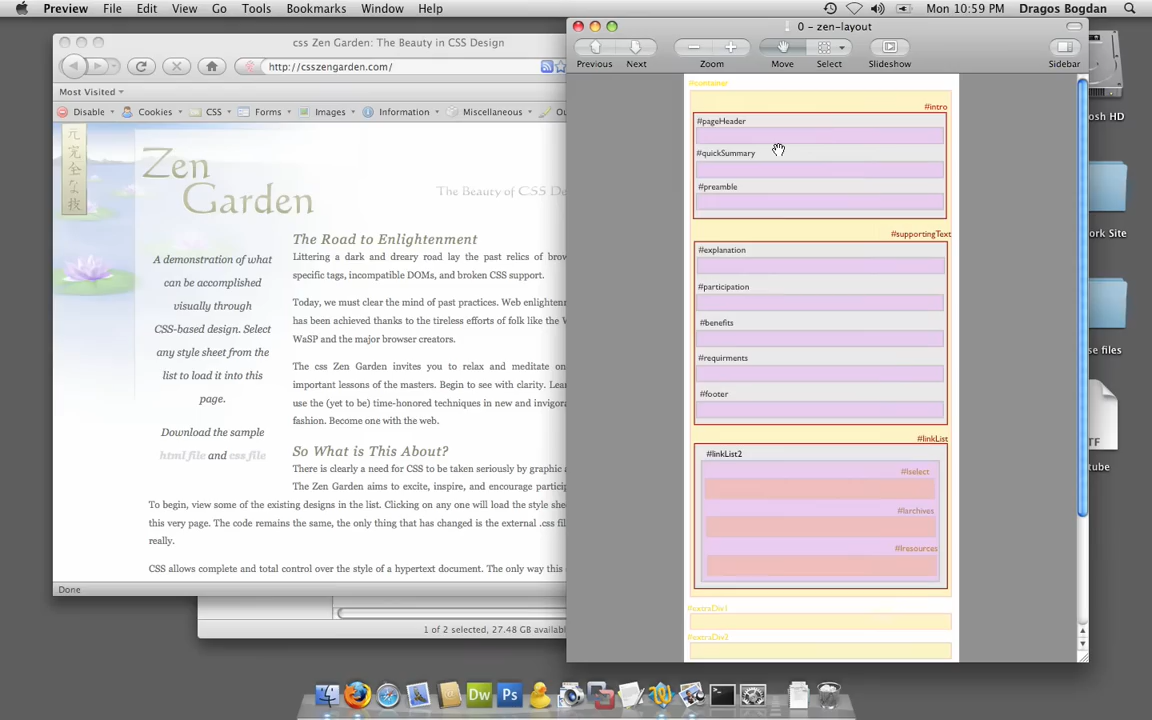 Preview File Edit View Go Tools Bookmarks Window Help
Mon 10:59 PM Dragos Bogdan
css Zen Garden: The Beauty in CSS Design
http://csszengarden.com/
Most Visited
Disable Cookies CSS Forms Images Information Miscellaneous
元
完
全
な
技
Zen
Garden
The Beauty of CSS
A demonstration of what
can be accomplished
visually through
CSS-based design. Select
any style sheet from the
list to load it into this
page.
Download the sample
html file and css file
The Road to Enlightenment
Littering a dark and dreary road lay the past relics of
specific tags, incompatible DOMs, and broken CSS support.
Today, we must clear the mind of past practices. Web
has been achieved thanks to the tireless efforts of folk like the
WaSP and the major browser creators.
The css Zen Garden invites you to relax and meditate
important lessons of the masters. Begin to see with clarity.
use the (yet to be) time-honored techniques in new and
fashion. Become one with the web.
So What is This About?
There is clearly a need for CSS to be taken seriously by graphic
The Zen Garden aims to excite, inspire, and encourage
To begin, view some of the existing designs in the list. Clicking on any one will load the style
this very page. The code remains the same, the only thing that has changed is the external .css
really.
CSS allows complete and total control over the style of a hypertext document. The only way
Done
1 of 2 selected, 27.48 GB
0 – zen-layout
Previous Next Zoom Move Select Slideshow Sidebar
#container
#intro
#pageHeader
#quickSummary
#preamble
#supportingText
#explanation
#participation
#benefits
#requirments
#footer
#linkList
#linkList2
#lselect
#larchives
#lresources
#extraDiv1
#extraDiv2
osh HD
ork Site
se files
TF
tube
Dw
Ps